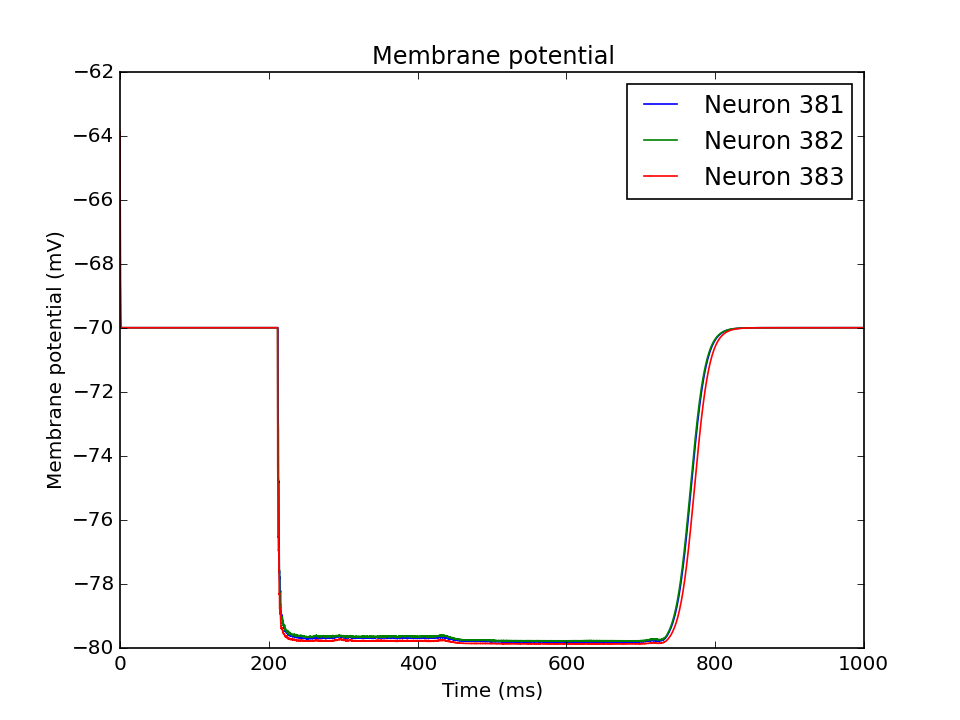 Membrane potential
Neuron 381
Neuron 382
Neuron 383
Membrane potential (mV)
−62
−64
−66
−68
−70
−72
−74
−76
−78
−80
0 200 400 600 800 1000
Time (ms)